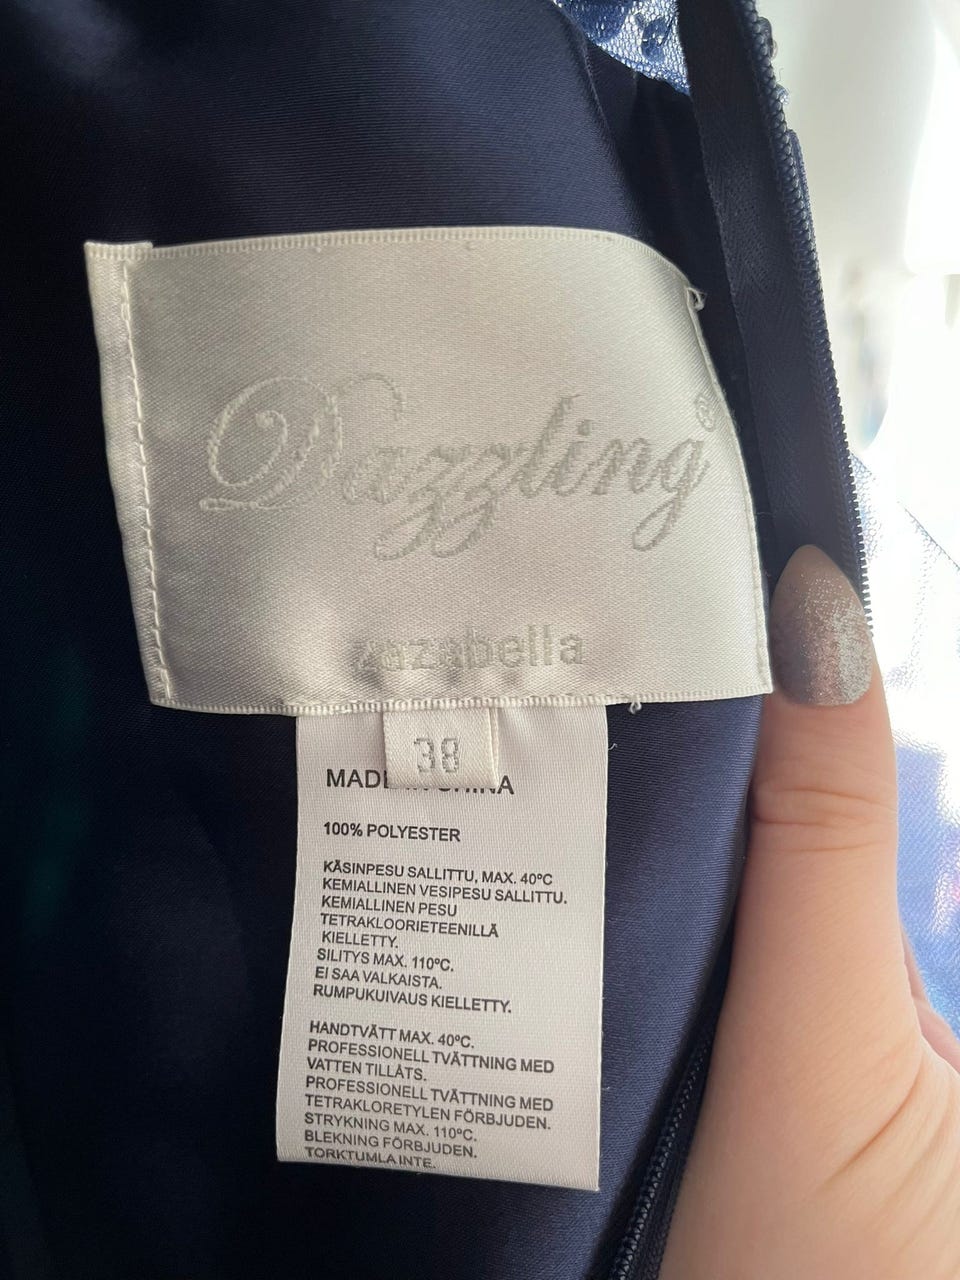 Dazzling®
zazabella
38
MADE IN CHINA
100% POLYESTER
KÄSINPESU SALLITTU, MAX. 40ºC
KEMIALLINEN VESIPESU SALLITTU.
KEMIALLINEN PESU
TETRAKLOORIETEENILLÄ
KIELLETTY.
SILITYS MAX. 110ºC.
EI SAA VALKAISTA.
RUMPUKUIVAUS KIELLETTY.
HANDTVÄTT MAX. 40ºC.
PROFESSIONELL TVÄTTNING MED
VATTEN TILLÅTS.
PROFESSIONELL TVÄTTNING MED
TETRAKLORETYLEN FÖRBJUDEN.
STRYKNING MAX. 110ºC.
BLEKNING FÖRBJUDEN.
TORKTUMLA INTE.